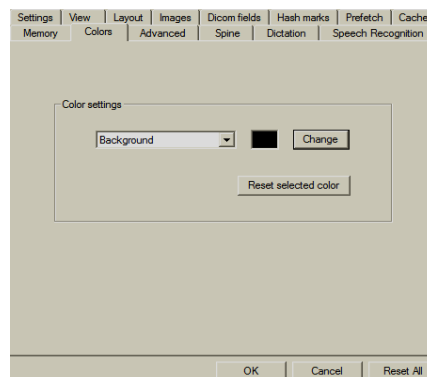 Settings View Layout Images Dicom fields Hash marks Prefetch Cache
Memory Colors Advanced Spine Dictation Speech Recognition
Color settings
Background Change
Reset selected color
OK Cancel Reset All